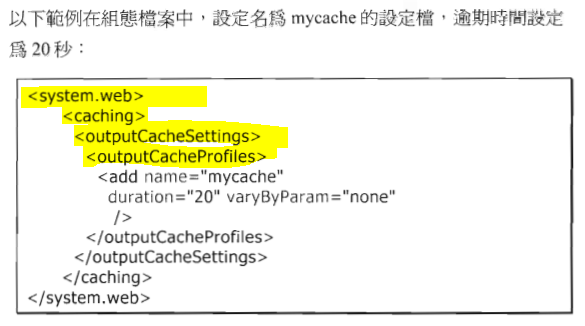 以下範例在組態檔案中，設定名為 mycache 的設定檔，逾期時間設定
為 20 秒：
<system.web>
<caching>
<outputCacheSettings>
<outputCacheProfiles>
<add name="mycache"
duration="20" varyByParam="none"
/>
</outputCacheProfiles>
</outputCacheSettings>
</caching>
</system.web>